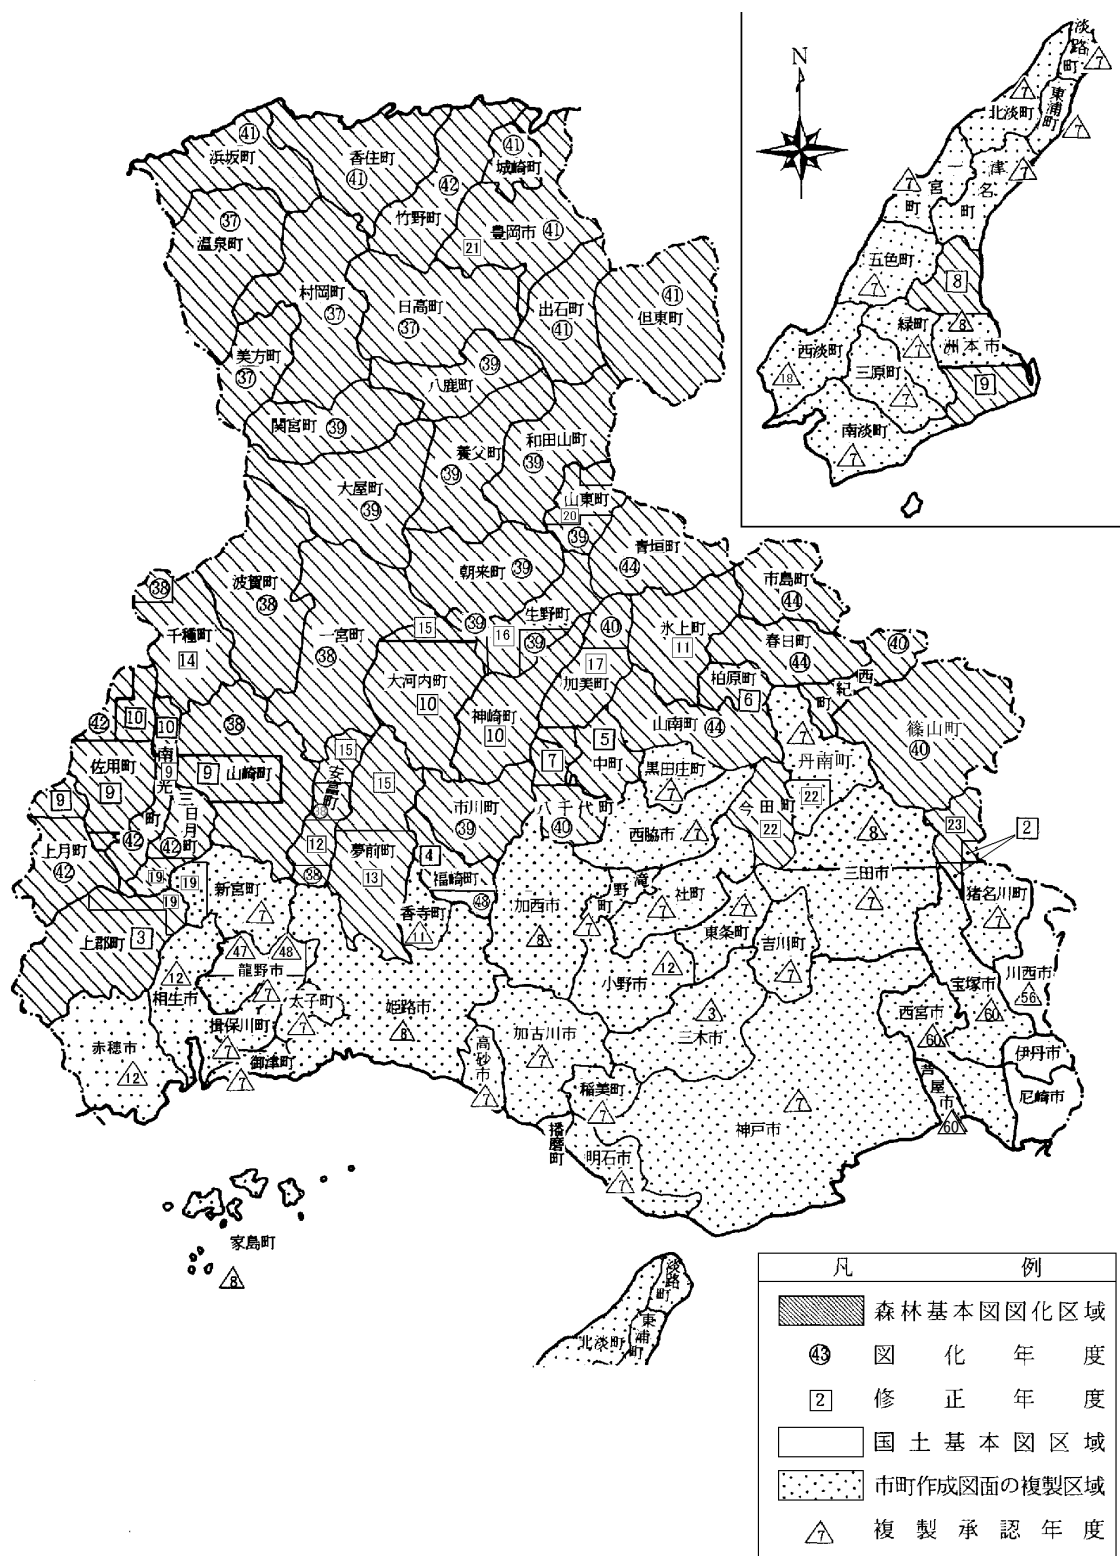 N
淡路町
7
7
北淡町
東浦町
7
一宮町
7
津名町
7
五色町
7
8
緑町
7
8
洲本市
西淡町
18
三原町
7
9
南淡町
7
浜坂町
41
香住町
41
42
竹野町
41
城崎町
豊岡市
41
21
37
温泉町
村岡町
37
日高町
37
出石町
41
41
但東町
美方町
37
39
八鹿町
関宮町
39
養父町
39
和田山町
39
大屋町
39
山東町
20
39
青垣町
44
朝来町
39
市島町
44
38
波賀町
38
生野町
39
16
39
40
氷上町
11
千種町
14
一宮町
38
15
17
加美町
春日町
44
40
柏原町
6
西紀町
大河内町
10
神崎町
10
山南町
44
7
丹南町
22
篠山町
40
42
10
10
38
南光町
9
佐用町
9
9
山崎町
15
安富町
38
15
7
5
中町
黒田庄町
7
9
三日月町
42
42
上月町
42
12
38
夢前町
13
市川町
39
八千代町
40
西脇市
7
今田町
22
8
23
2
4
福崎町
48
19
19
19
新宮町
7
香寺町
11
加西市
8
滝野町
7
社町
7
7
東条町
三田市
7
猪名川町
7
上郡町
3
47
48
龍野市
7
12
相生市
12
小野市
吉川町
7
川西市
56
宝塚市
60
太子町
7
姫路市
8
加古川市
7
3
三木市
西宮市
60
赤穂市
12
揖保川町
7
御津町
7
高砂市
7
稲美町
7
神戸市
7
芦屋市
60
伊丹市
尼崎市
播磨町
明石市
7
家島町
8
淡路町
東浦町
北淡町
凡例
森林基本図図化区域
43 図化年度
2 修正年度
国土基本図区域
市町作成図面の複製区域
7 複製承認年度